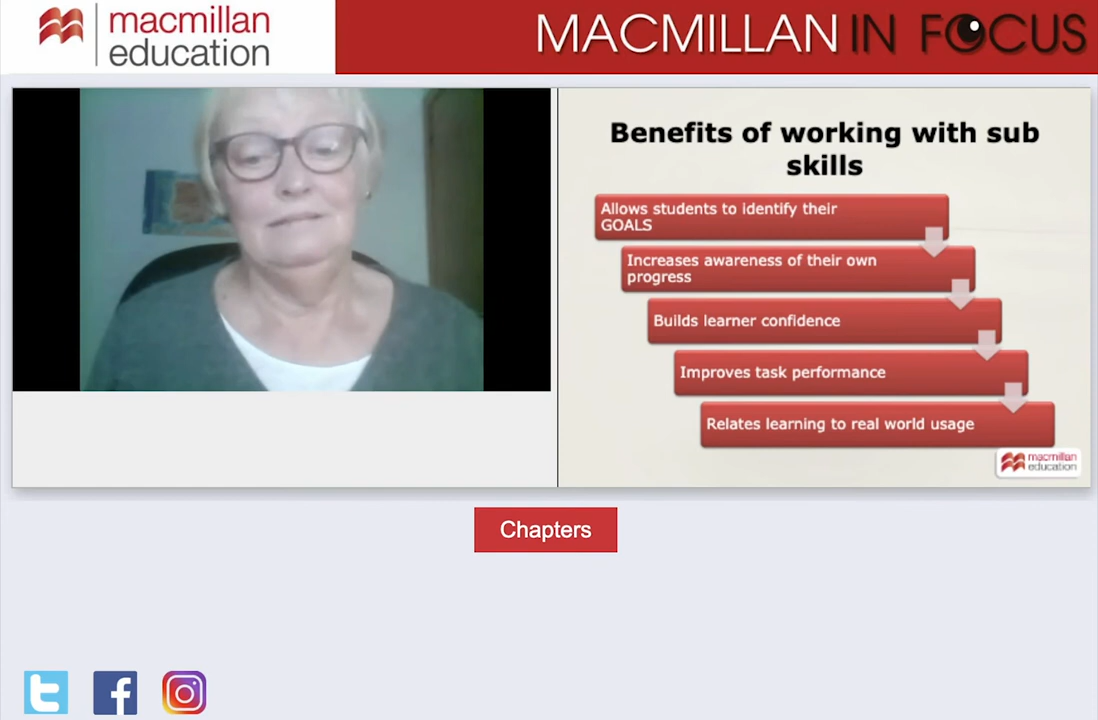 macmillan
education
MACMILLAN IN FOCUS
Benefits of working with sub
skills
Allows students to identify their
GOALS
Increases awareness of their own
progress
Builds learner confidence
Improves task performance
Relates learning to real world usage
macmillan
education
Chapters